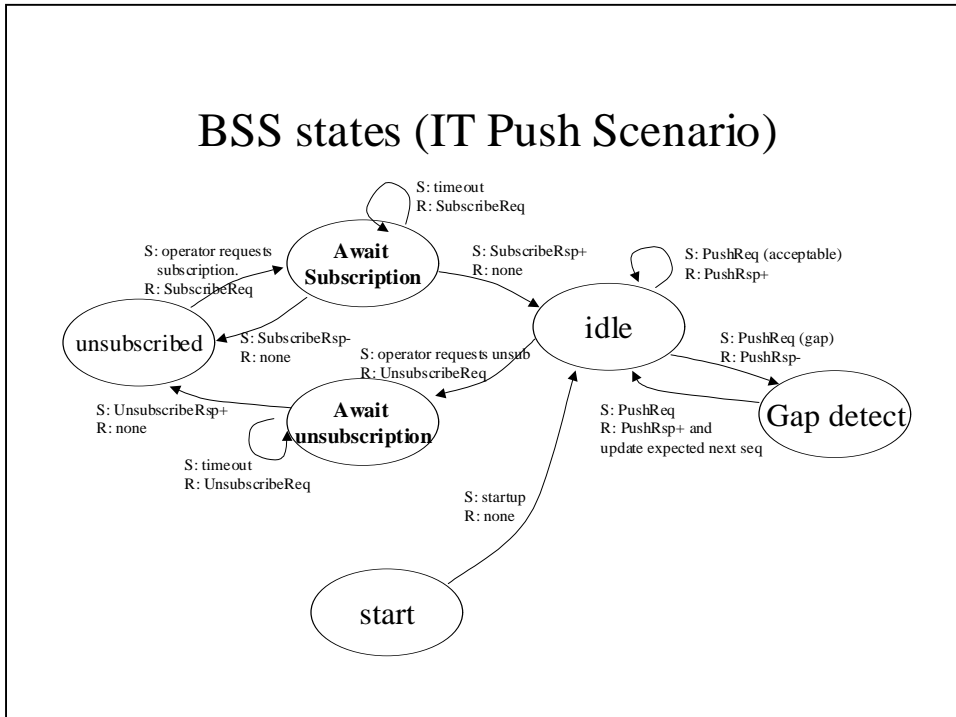 BSS states (IT Push Scenario)
S: timeout
R: SubscribeReq
S: operator requests
subscription.
R: SubscribeReq
Await
Subscription
S: SubscribeRsp+
R: none
S: PushReq (acceptable)
R: PushRsp+
unsubscribed
S: SubscribeRsp-
R: none
idle
S: PushReq (gap)
R: PushRsp-
S: operator requests unsub
R: UnsubscribeReq
S: UnsubscribeRsp+
R: none
Await
unsubscription
S: PushReq
R: PushRsp+ and
update expected next seq
Gap detect
S: timeout
R: UnsubscribeReq
S: startup
R: none
start